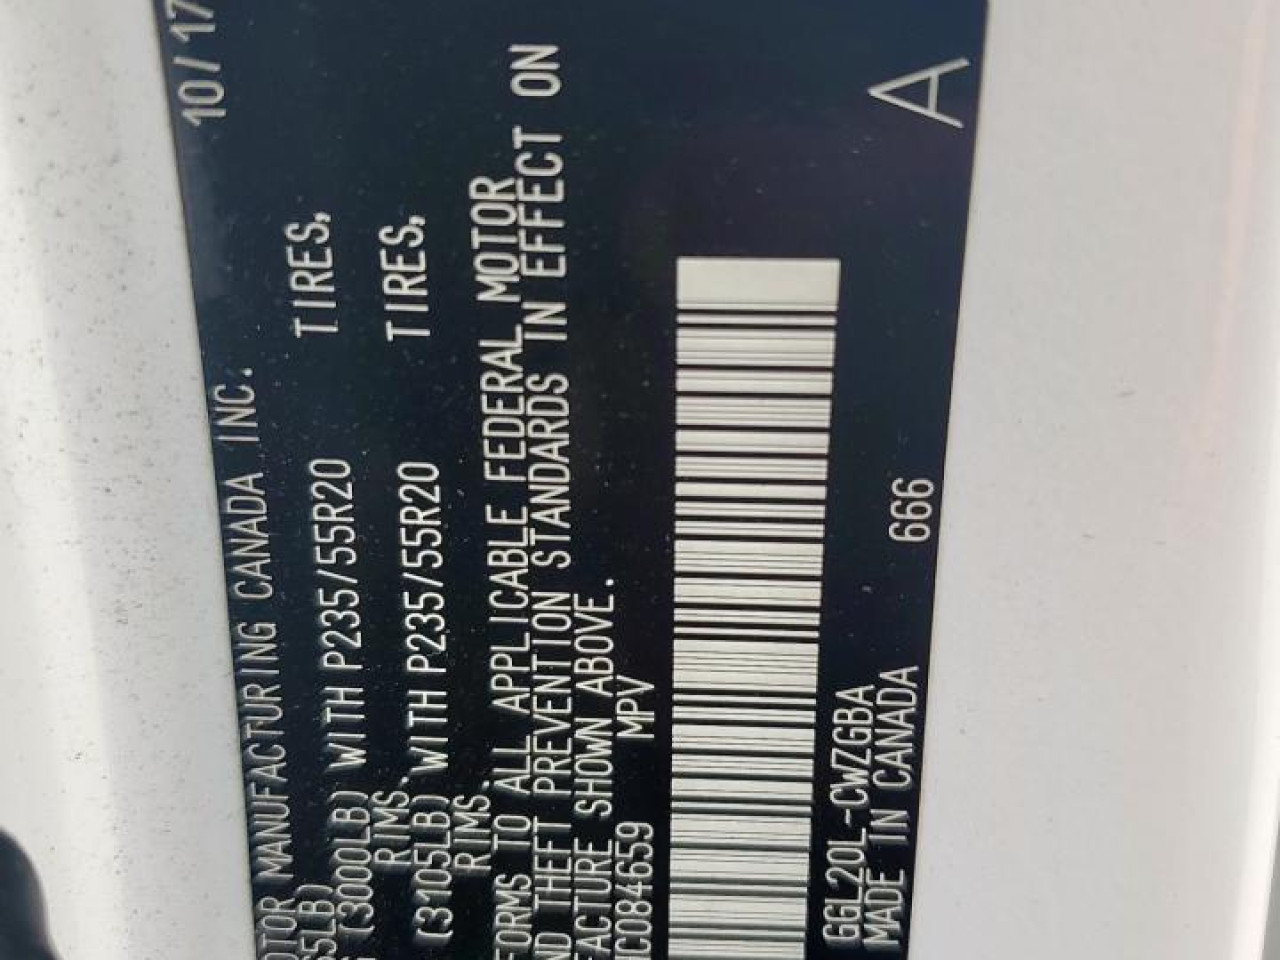 OTOR MANUFACTURING CANADA INC. 10/17
55LB)
(3000LB) WITH P235/55R20 TIRES,
RIMS.
(3105LB) WITH P235/55R20 TIRES,
RIMS.
FORMS TO ALL APPLICABLE FEDERAL MOTOR
ND THEFT PREVENTION STANDARDS IN EFFECT ON
FACTURE SHOWN ABOVE.
C084659 MPV
GGL20L-CWZGBA
MADE IN CANADA 666
A